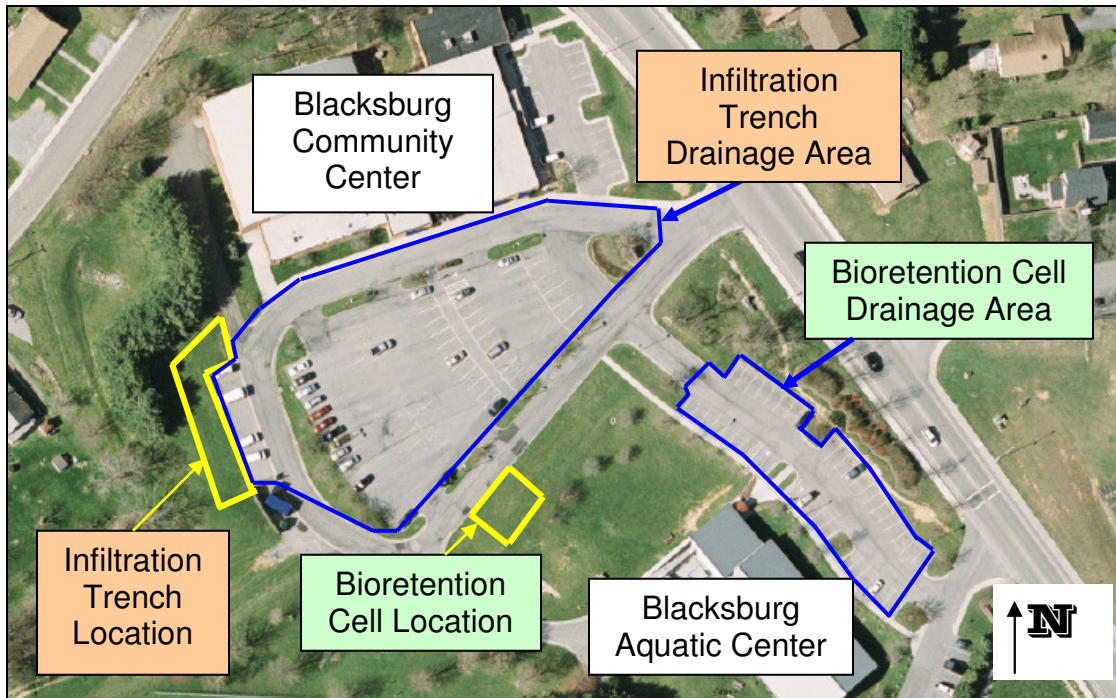 Blacksburg
Community
Center
Infiltration
Trench
Drainage Area
Bioretention Cell
Drainage Area
Infiltration
Trench
Location
Bioretention
Cell Location
Blacksburg
Aquatic Center
N